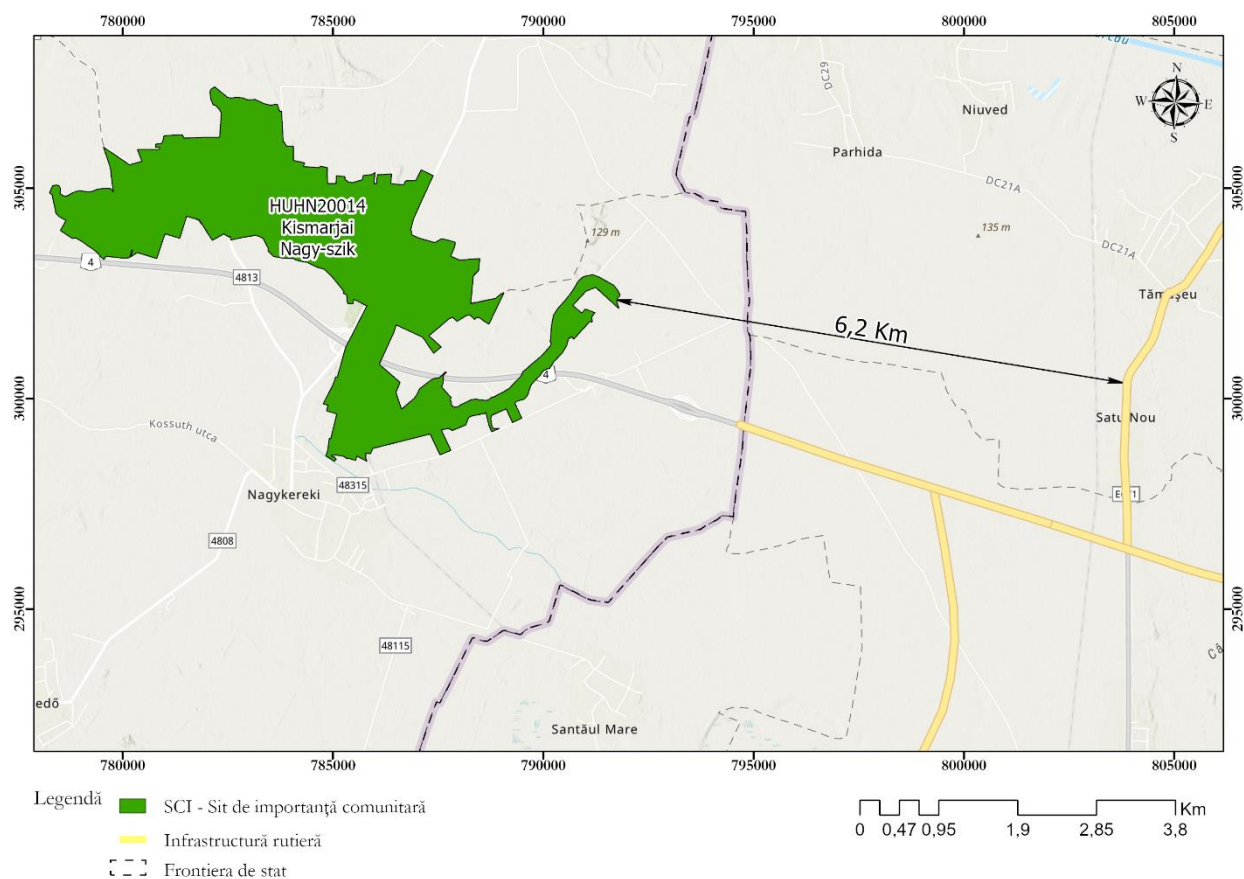 780000 785000 790000 795000 800000 805000
305000 305000
300000 300000
295000 295000
N
W E
S
DC29
Niuved
Parhida
DC21A
135 m
DC21A
Tămășeu
HUHN20014
Kismarjai
Nagy-szik
129 m
4
4813
6,2 Km
4
Satu Nou
Kossuth utca
Nagykereki
48315
4808
48115
Santăul Mare
edő
780000 785000 790000 795000 800000 805000
Legendă
SCI - Sit de importanță comunitară
Infrastructură rutieră
Frontiera de stat
0 0,47 0,95 1,9 2,85 3,8 Km